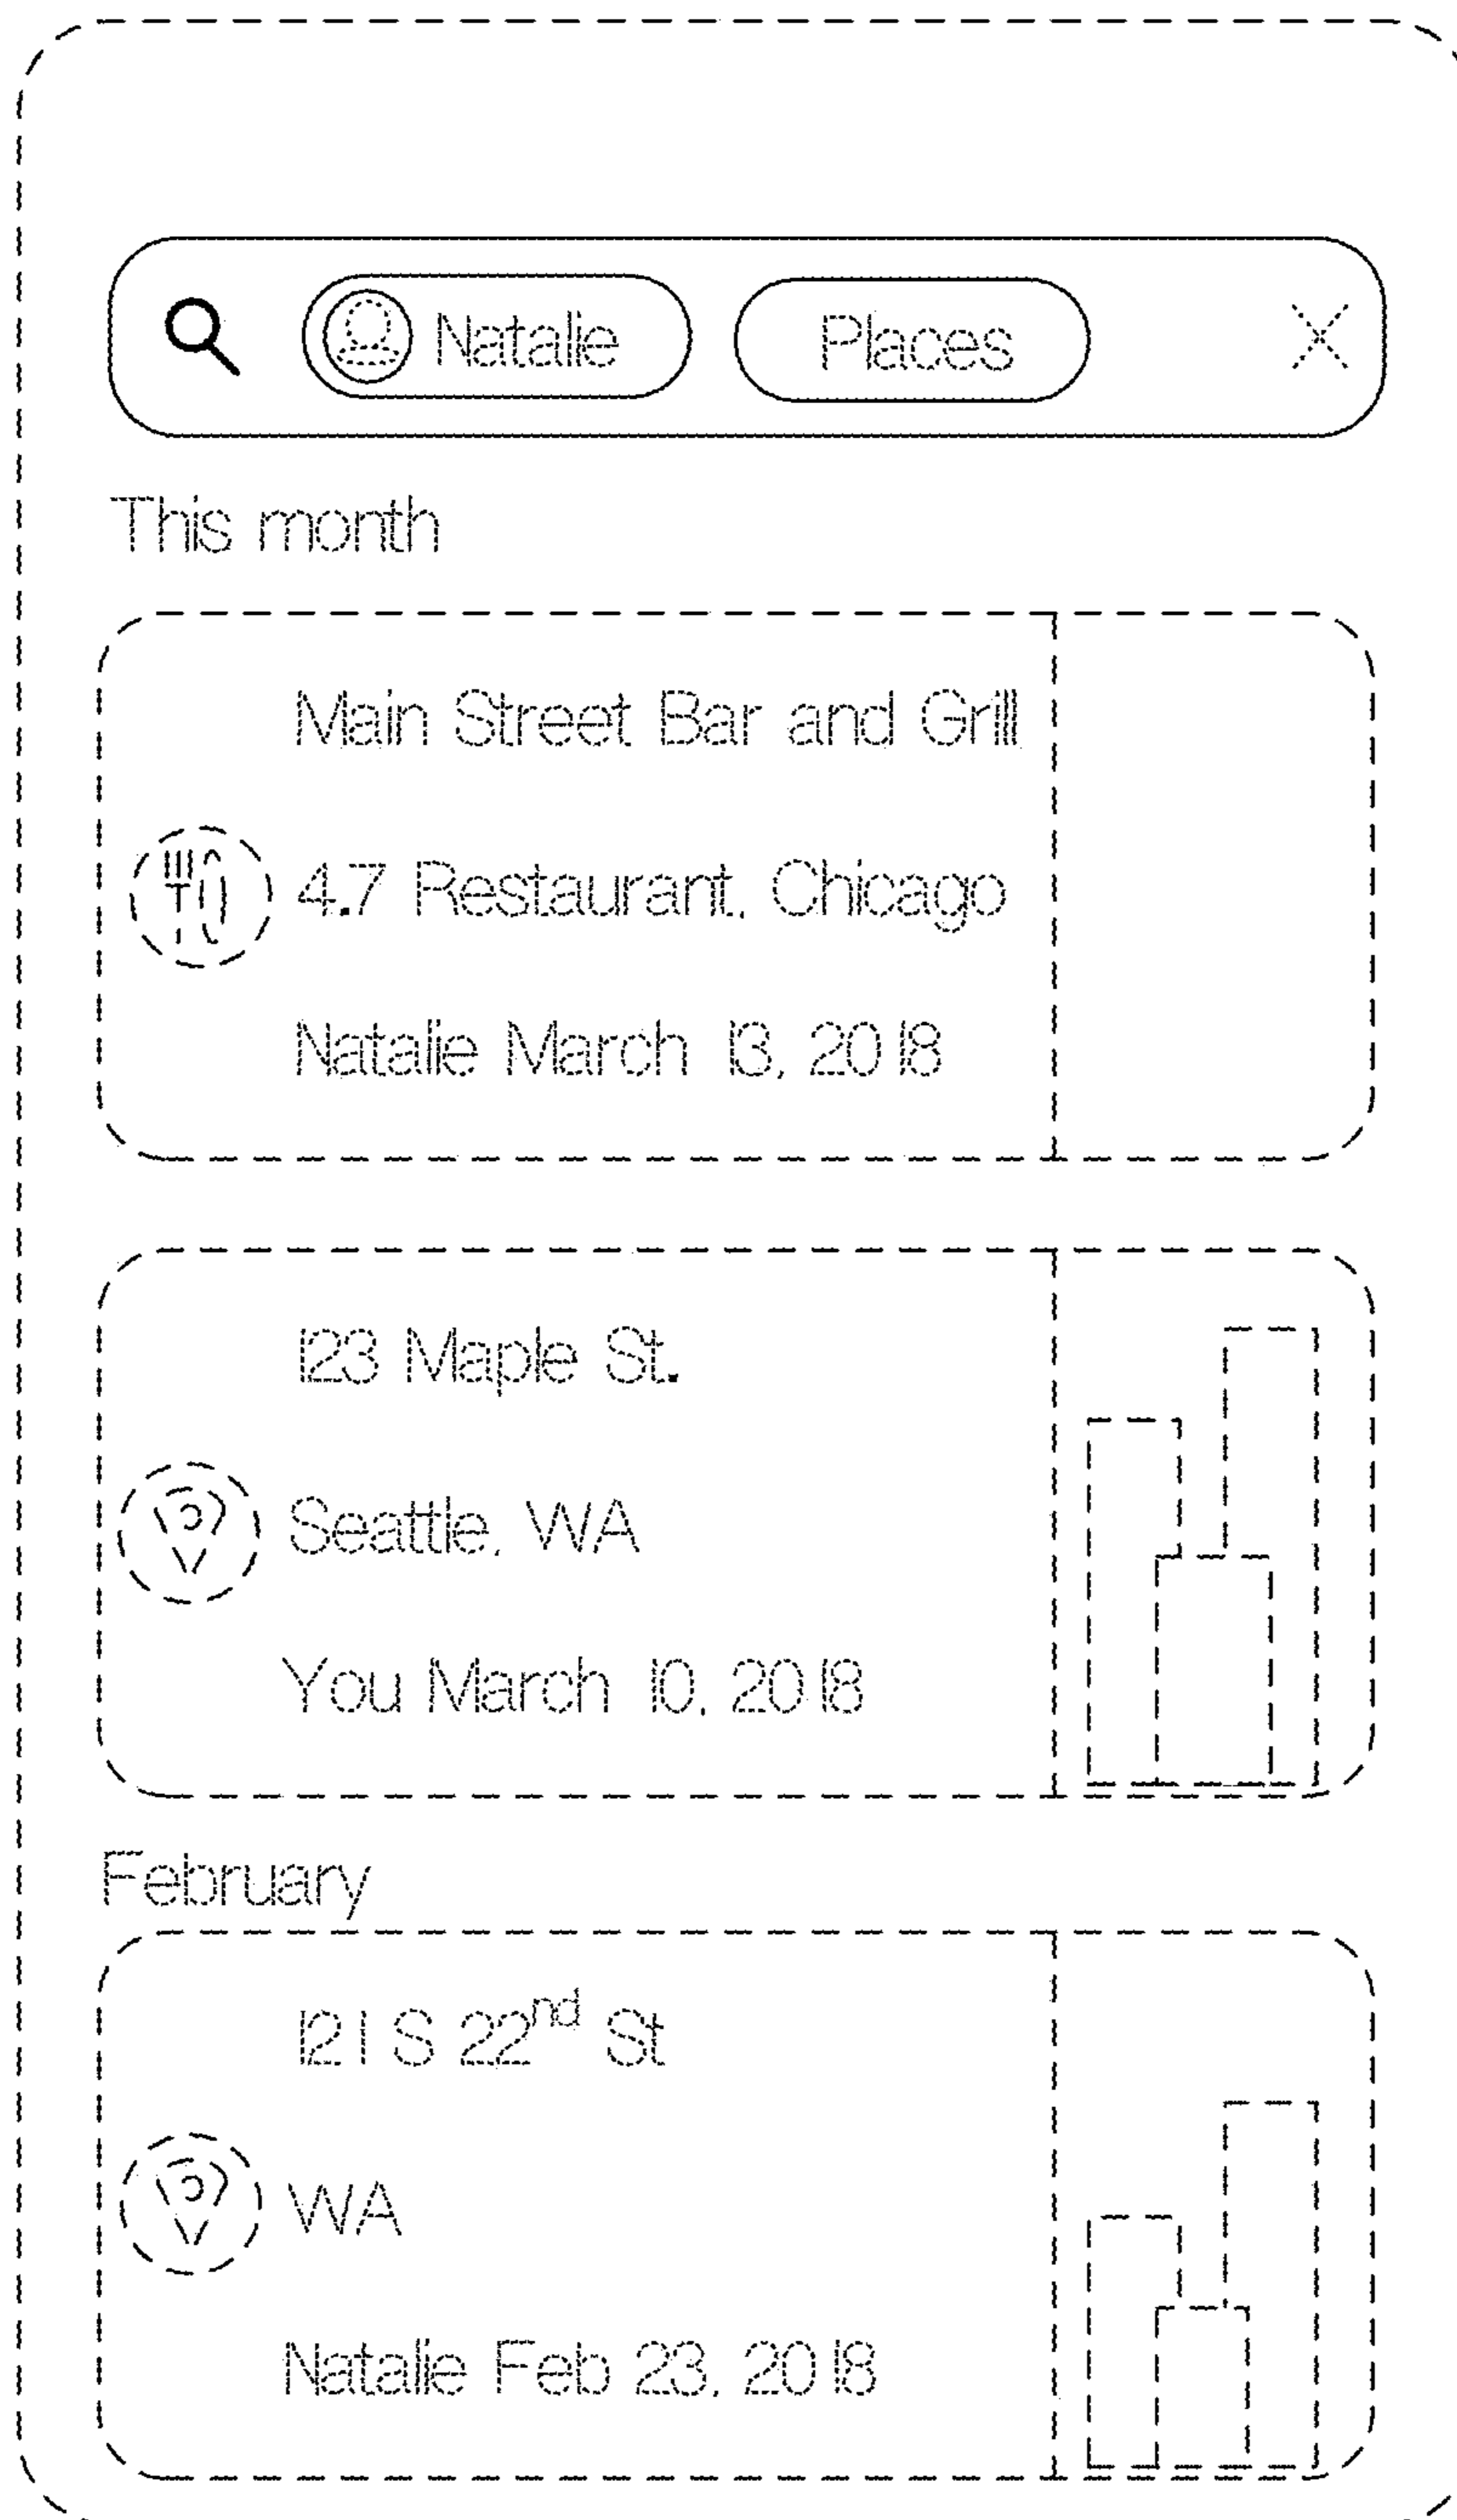 Natalie Places
This month
Main Street Bar and Grill
4.7 Restaurant, Chicago
Natalie March 13, 2018
123 Maple St.
Seattle, WA
You March 10, 2018
February
121 S 22nd St
WA
Natalie Feb 23, 2018